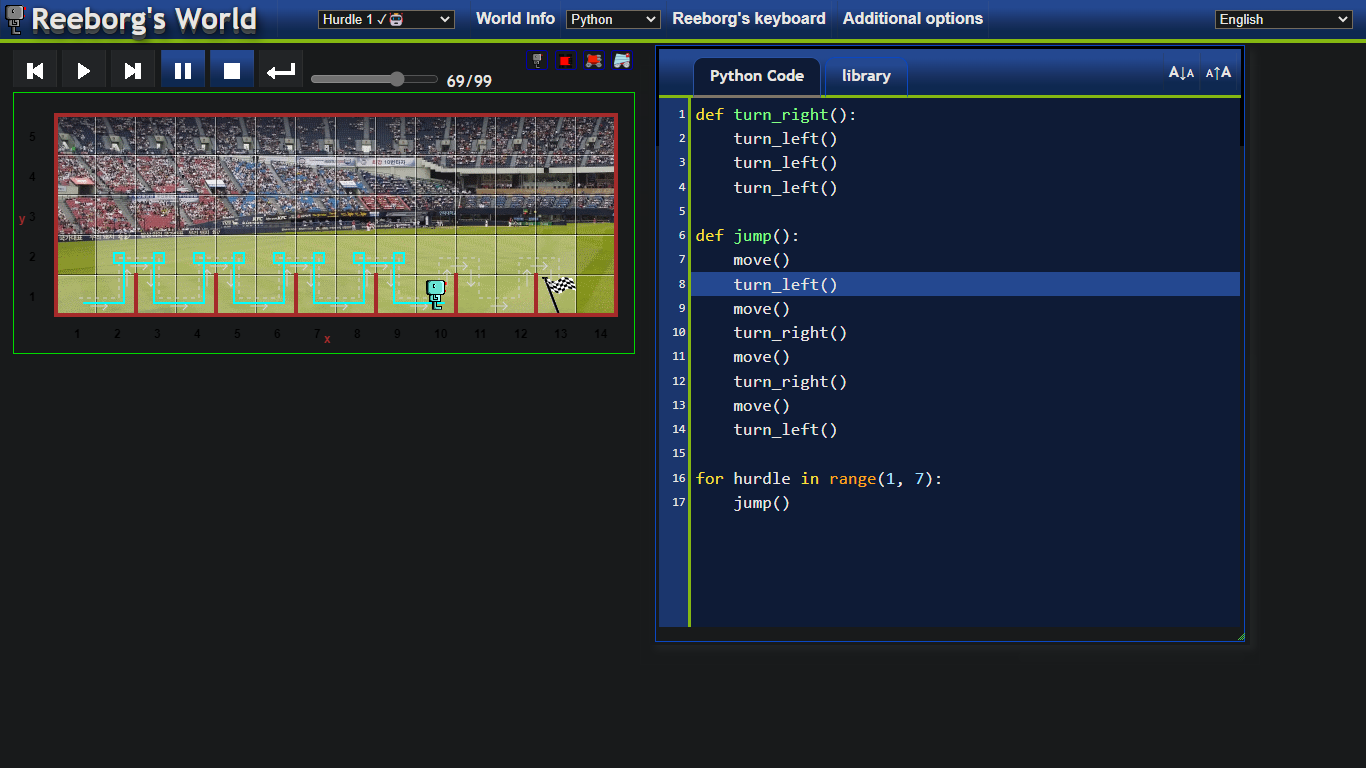 Reeborg's World
Hurdle 1 ✓
World Info
Python
Reeborg's keyboard
Additional options
English
69/99
5
4
3
2
1
y
1 2 3 4 5 6 7 8 9 10 11 12 13 14
x
Python Code
library
A↓A
A↑A
1 def turn_right():
2     turn_left()
3     turn_left()
4     turn_left()
5
6 def jump():
7     move()
8     turn_left()
9     move()
10     turn_right()
11     move()
12     turn_right()
13     move()
14     turn_left()
15
16 for hurdle in range(1, 7):
17     jump()